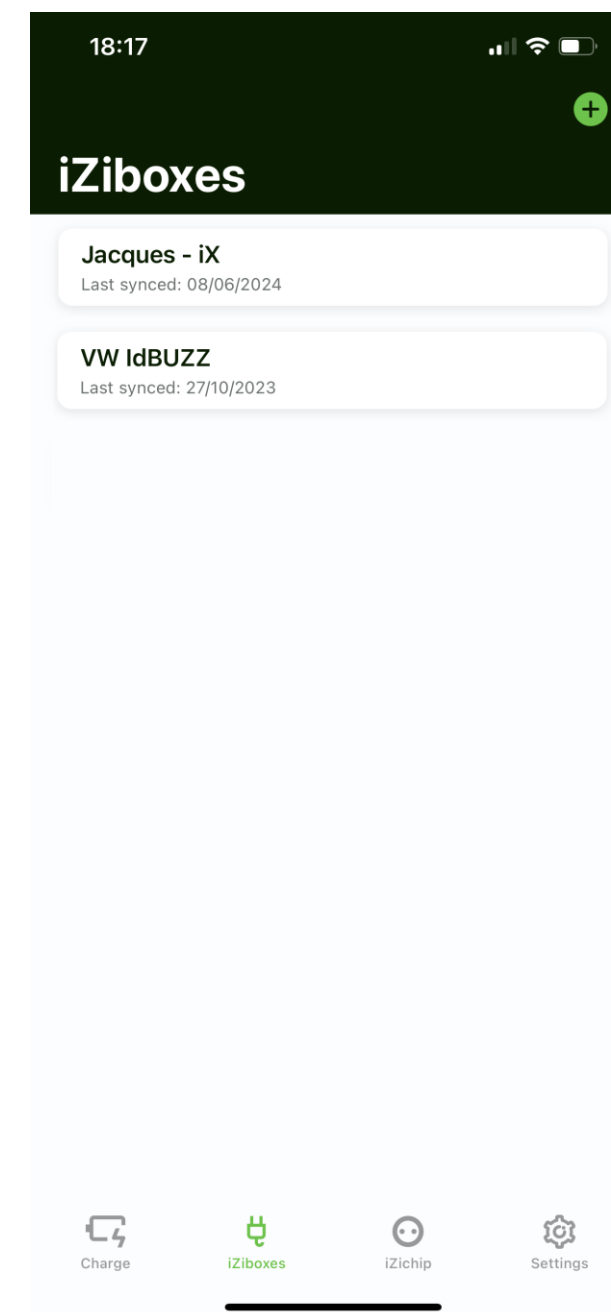 18:17
iZiboxes
Jacques - iX
Last synced: 08/06/2024
VW IdBUZZ
Last synced: 27/10/2023
Charge
iZiboxes
iZichip
Settings